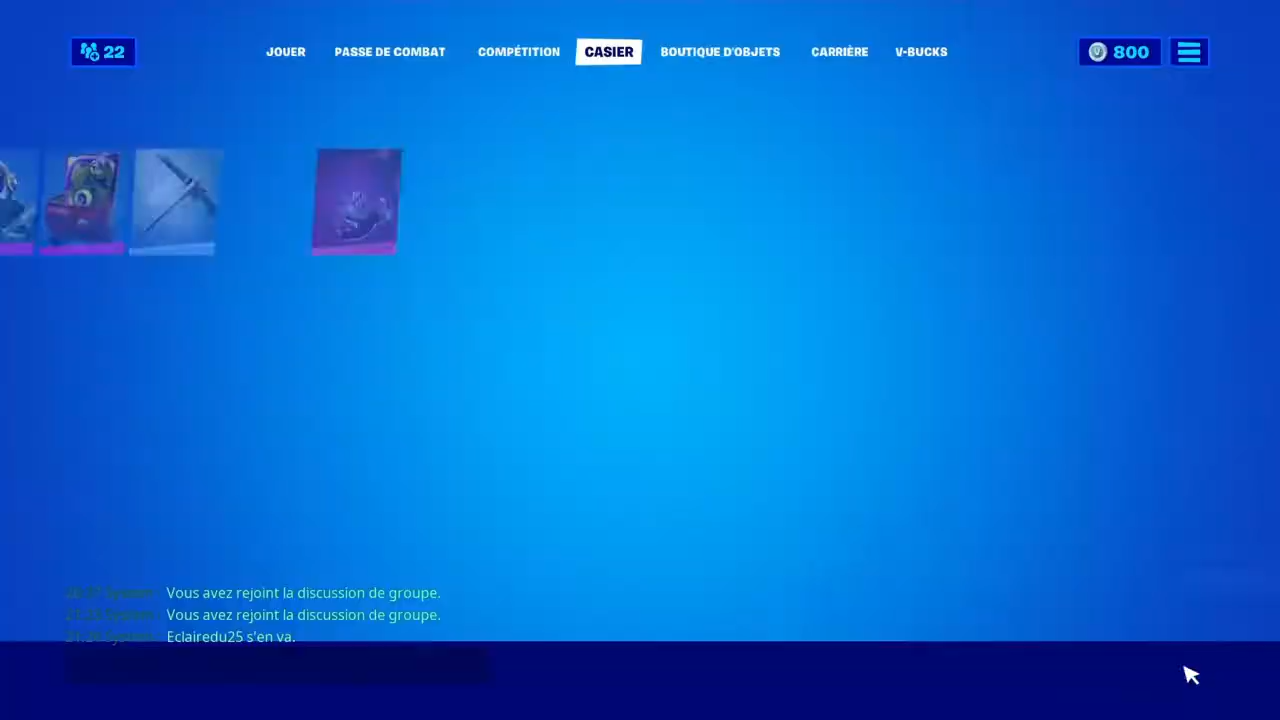 22
JOUER PASSE DE COMBAT COMPÉTITION CASIER BOUTIQUE D'OBJETS CARRIÈRE V-BUCKS
800
Vous avez rejoint la discussion de groupe.
Vous avez rejoint la discussion de groupe.
Eclairedu25 s'en va.